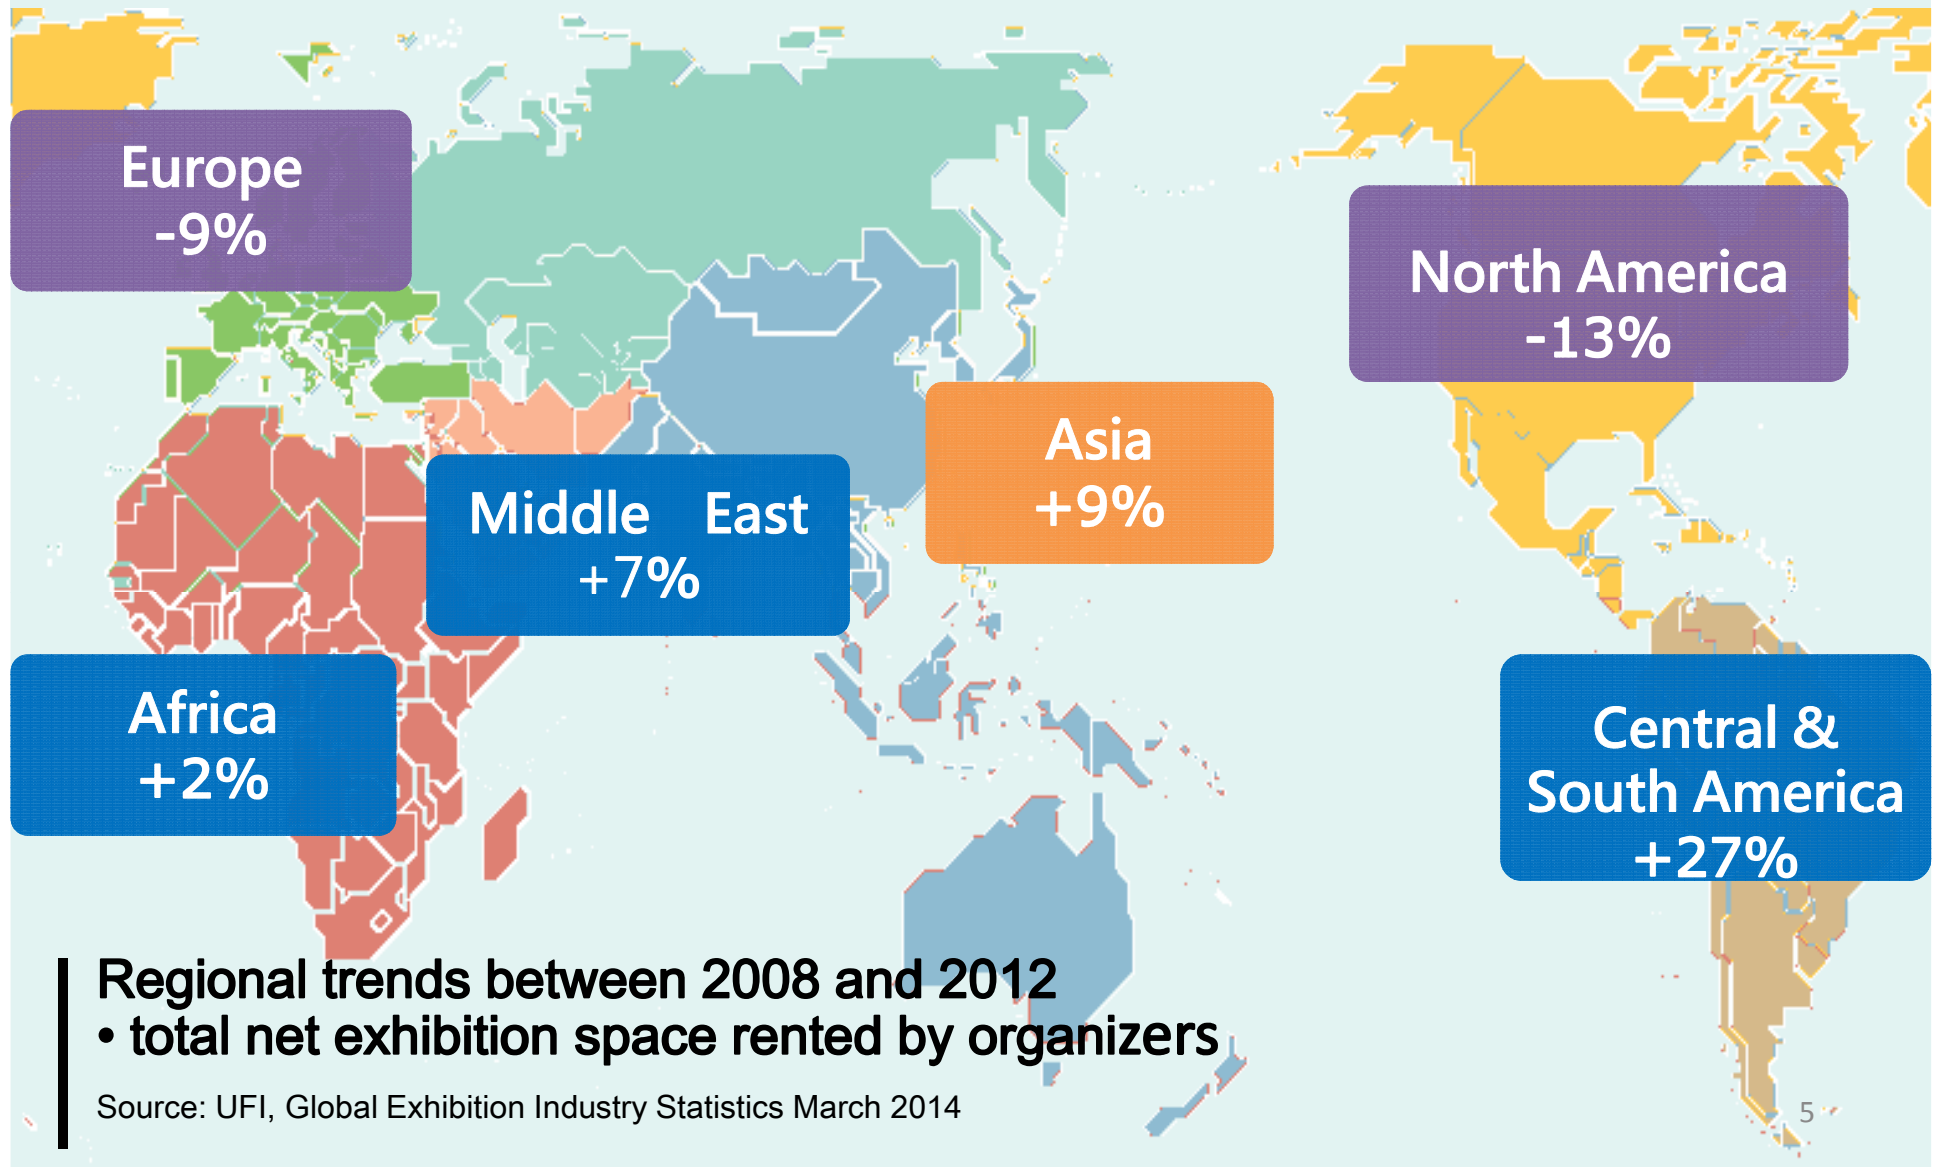 Europe
-9%
North America
-13%
Asia
+9%
Middle East
+7%
Africa
+2%
Central &
South America
+27%
Regional trends between 2008 and 2012
• total net exhibition space rented by organizers
Source: UFI, Global Exhibition Industry Statistics March 2014
5